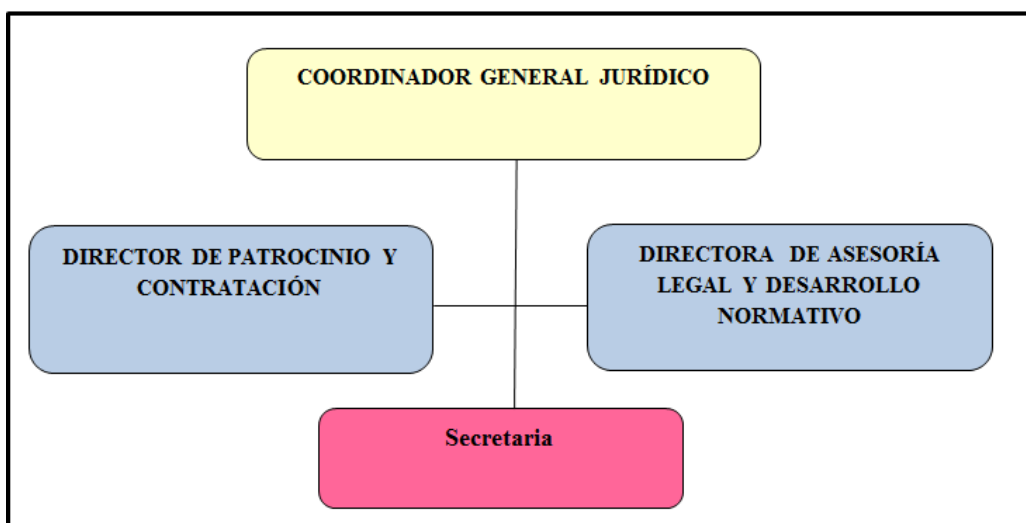 COORDINADOR GENERAL JURÍDICO
DIRECTOR DE PATROCINIO Y
CONTRATACIÓN
DIRECTORA DE ASESORÍA
LEGAL Y DESARROLLO
NORMATIVO
Secretaria